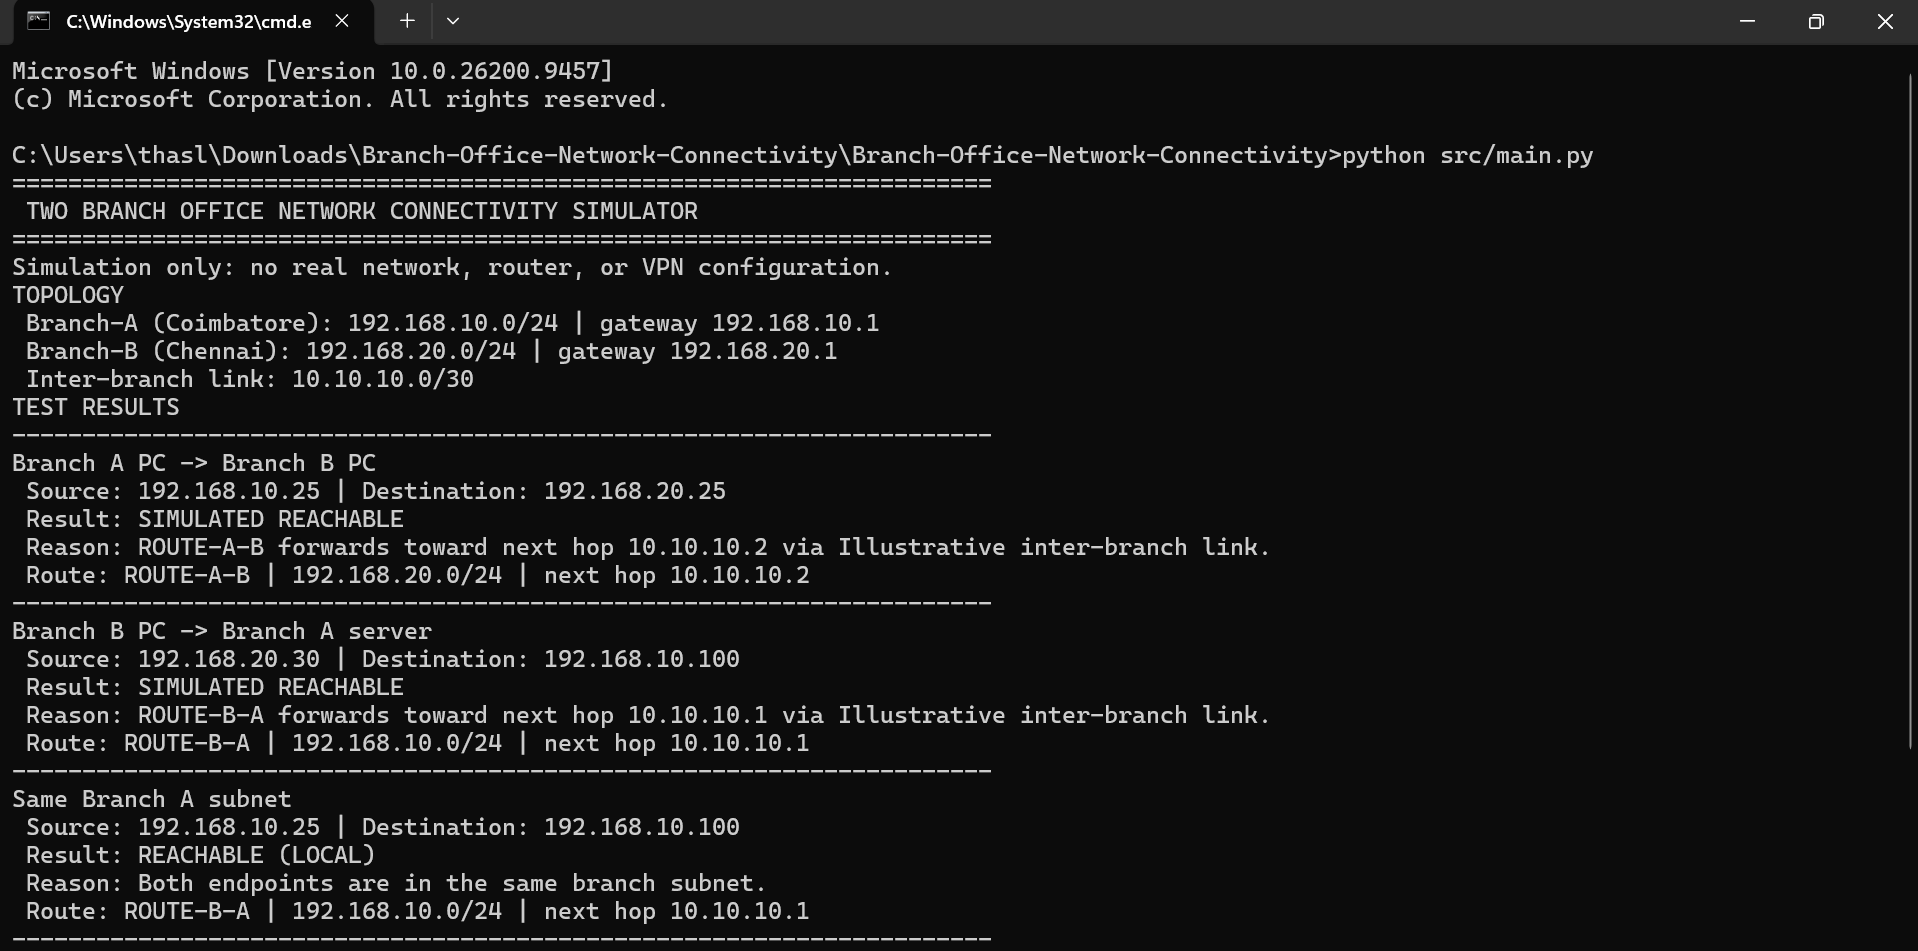 C:\Windows\System32\cmd.e
Microsoft Windows [Version 10.0.26200.9457]
(c) Microsoft Corporation. All rights reserved.
C:\Users\thasl\Downloads\Branch-Office-Network-Connectivity\Branch-Office-Network-Connectivity>python src/main.py
======================================================================
TWO BRANCH OFFICE NETWORK CONNECTIVITY SIMULATOR
======================================================================
Simulation only: no real network, router, or VPN configuration.
TOPOLOGY
Branch-A (Coimbatore): 192.168.10.0/24 | gateway 192.168.10.1
Branch-B (Chennai): 192.168.20.0/24 | gateway 192.168.20.1
Inter-branch link: 10.10.10.0/30
TEST RESULTS
----------------------------------------------------------------------
Branch A PC -> Branch B PC
Source: 192.168.10.25 | Destination: 192.168.20.25
Result: SIMULATED REACHABLE
Reason: ROUTE-A-B forwards toward next hop 10.10.10.2 via Illustrative inter-branch link.
Route: ROUTE-A-B | 192.168.20.0/24 | next hop 10.10.10.2
----------------------------------------------------------------------
Branch B PC -> Branch A server
Source: 192.168.20.30 | Destination: 192.168.10.100
Result: SIMULATED REACHABLE
Reason: ROUTE-B-A forwards toward next hop 10.10.10.1 via Illustrative inter-branch link.
Route: ROUTE-B-A | 192.168.10.0/24 | next hop 10.10.10.1
----------------------------------------------------------------------
Same Branch A subnet
Source: 192.168.10.25 | Destination: 192.168.10.100
Result: REACHABLE (LOCAL)
Reason: Both endpoints are in the same branch subnet.
Route: ROUTE-B-A | 192.168.10.0/24 | next hop 10.10.10.1
----------------------------------------------------------------------